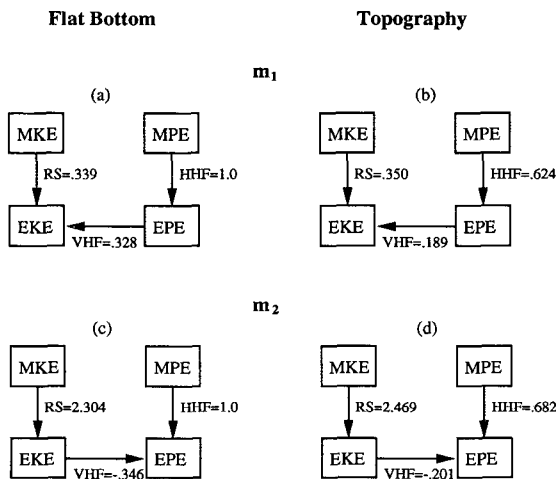 Flat Bottom Topography
m₁
(a) (b)
MKE MPE MKE MPE
RS=.339 HHF=1.0 RS=.350 HHF=.624
EKE EPE EKE EPE
VHF=.328 VHF=.189
m₂
(c) (d)
MKE MPE MKE MPE
RS=2.304 HHF=1.0 RS=2.469 HHF=.682
EKE EPE EKE EPE
VHF=-.346 VHF=-.201